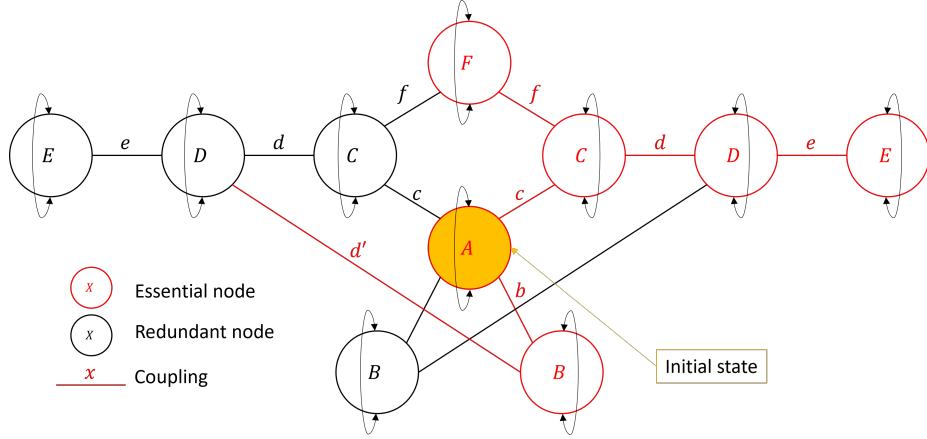 F
f
f
E
e
D
d
C
C
d
D
e
E
c
c
A
d′
b
B
B
x Essential node
x Redundant node
x Coupling
Initial state